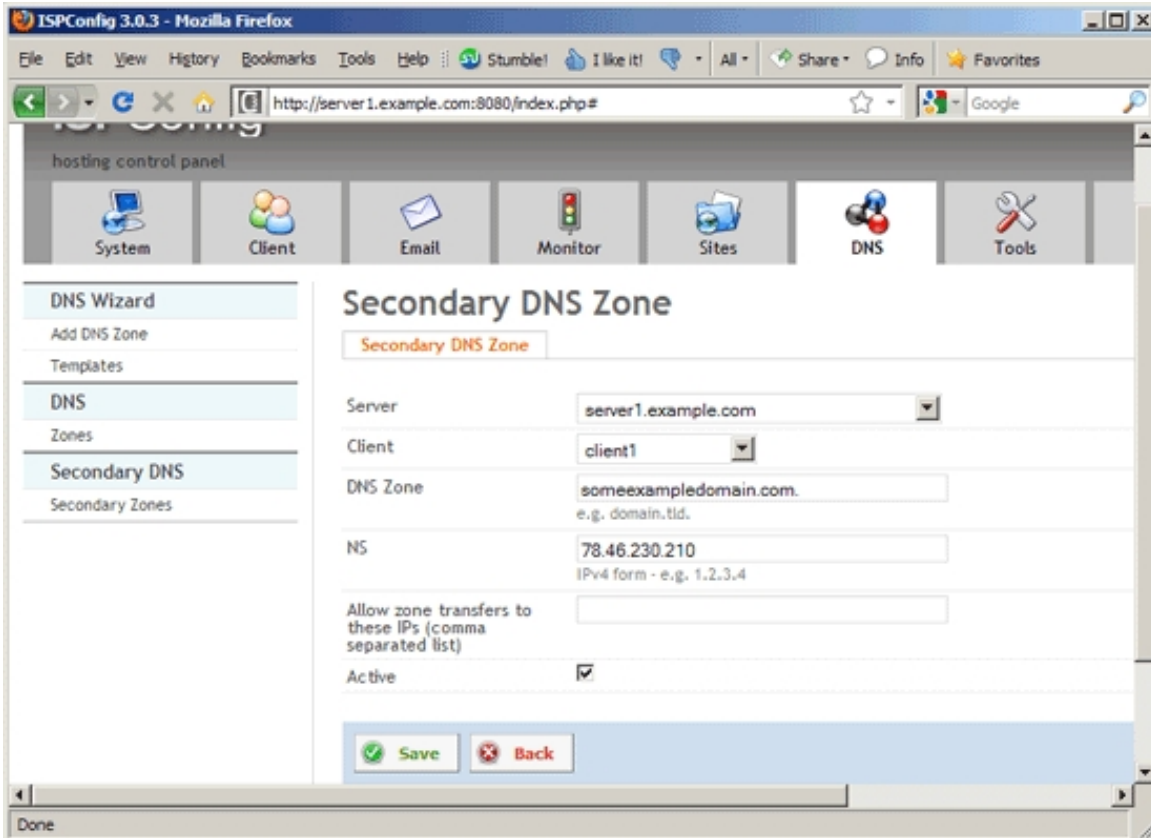 ISPConfig 3.0.3 - Mozilla Firefox
File Edit View History Bookmarks Tools Help Stumble! I like it! All Share Info Favorites
http://server1.example.com:8080/index.php# Google
ISPConfig
hosting control panel
System Client Email Monitor Sites DNS Tools
DNS Wizard
Add DNS Zone
Templates
DNS
Zones
Secondary DNS
Secondary Zones
Secondary DNS Zone
Secondary DNS Zone
Server server1.example.com
Client client1
DNS Zone someexampledomain.com.
e.g. domain.tld.
NS 78.46.230.210
IPv4 form - e.g. 1.2.3.4
Allow zone transfers to
these IPs (comma
separated list)
Active
Save Back
Done